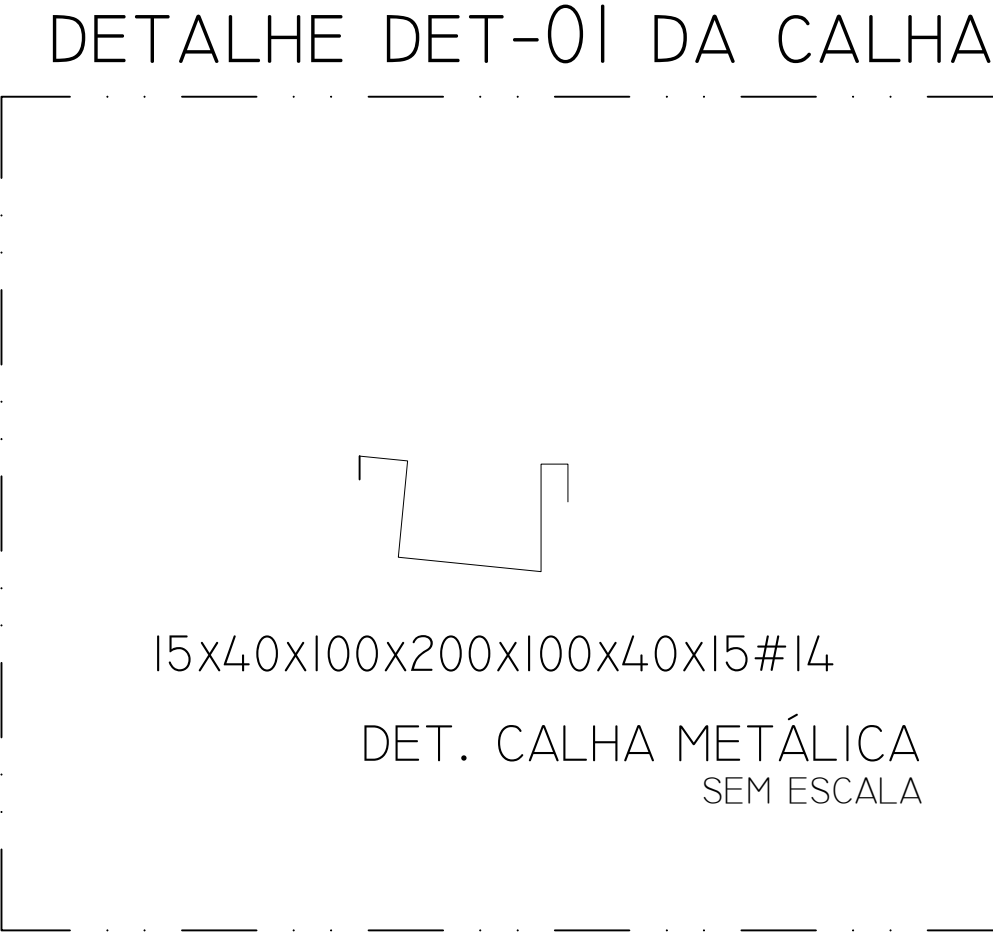 DETALHE DET-01 DA CALHA
15x40x100x200x100x40x15#14
DET. CALHA METÁLICA
SEM ESCALA